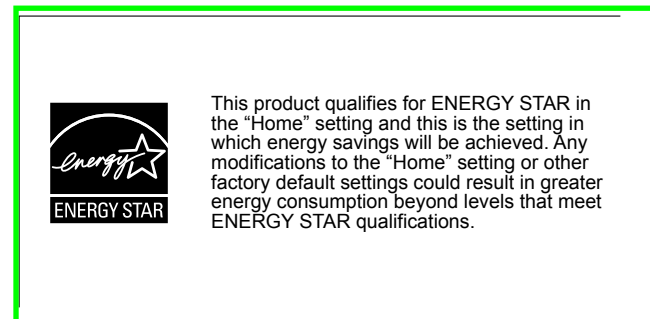 energy
ENERGY STAR
This product qualifies for ENERGY STAR in
the “Home” setting and this is the setting in
which energy savings will be achieved. Any
modifications to the “Home” setting or other
factory default settings could result in greater
energy consumption beyond levels that meet
ENERGY STAR qualifications.